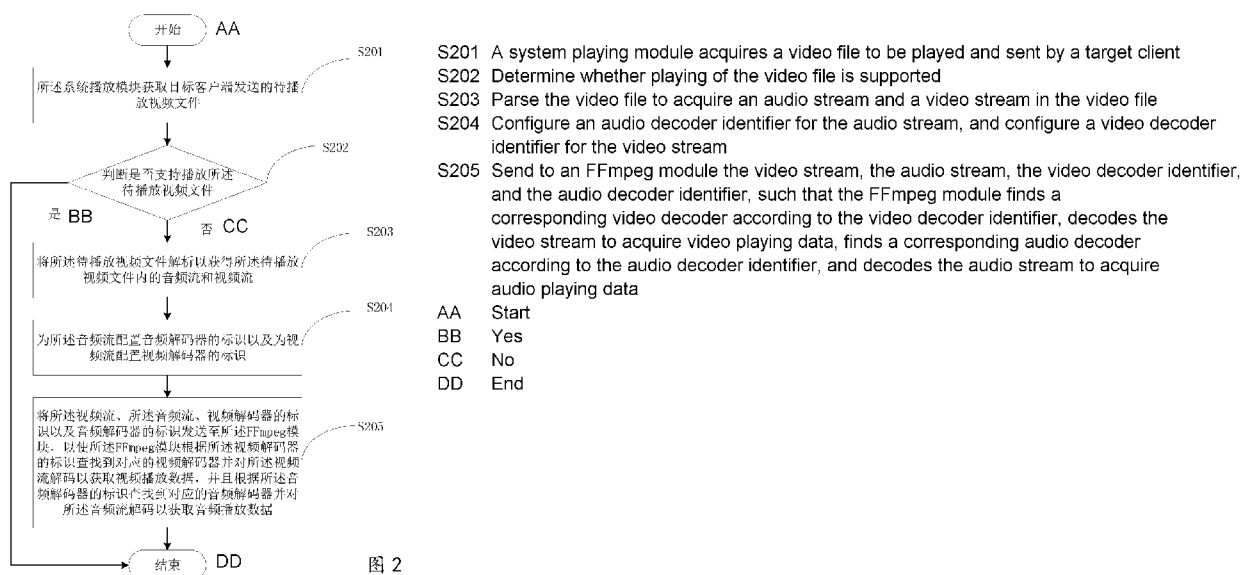 开始 AA
S201
所述系统播放模块获取目标客户端发送的待播
放视频文件
S202
判断是否支持播放所述
待播放视频文件
是 BB
否 CC
S203
将所述待播放视频文件解析以获得所述待播放
视频文件内的音频流和视频流
S204
为所述音频流配置音频解码器的标识以及为视
频流配置视频解码器的标识
将所述视频流、所述音频流、视频解码器的标
识以及音频解码器的标识发送至所述FFmpeg模
块，以使所述FFmpeg模块根据所述视频解码器
的标识查找到对应的视频解码器并对所述视频
流解码以获取视频播放数据，并且根据所述音
频解码器的标识查找到对应的音频解码器并对
所述音频流解码以获取音频播放数据
S205
结束 DD
图 2
S201 A system playing module acquires a video file to be played and sent by a target client
S202 Determine whether playing of the video file is supported
S203 Parse the video file to acquire an audio stream and a video stream in the video file
S204 Configure an audio decoder identifier for the audio stream, and configure a video decoder
identifier for the video stream
S205 Send to an FFmpeg module the video stream, the audio stream, the video decoder identifier,
and the audio decoder identifier, such that the FFmpeg module finds a
corresponding video decoder according to the video decoder identifier, decodes the
video stream to acquire video playing data, finds a corresponding audio decoder
according to the audio decoder identifier, and decodes the audio stream to acquire
audio playing data
AA Start
BB Yes
CC No
DD End